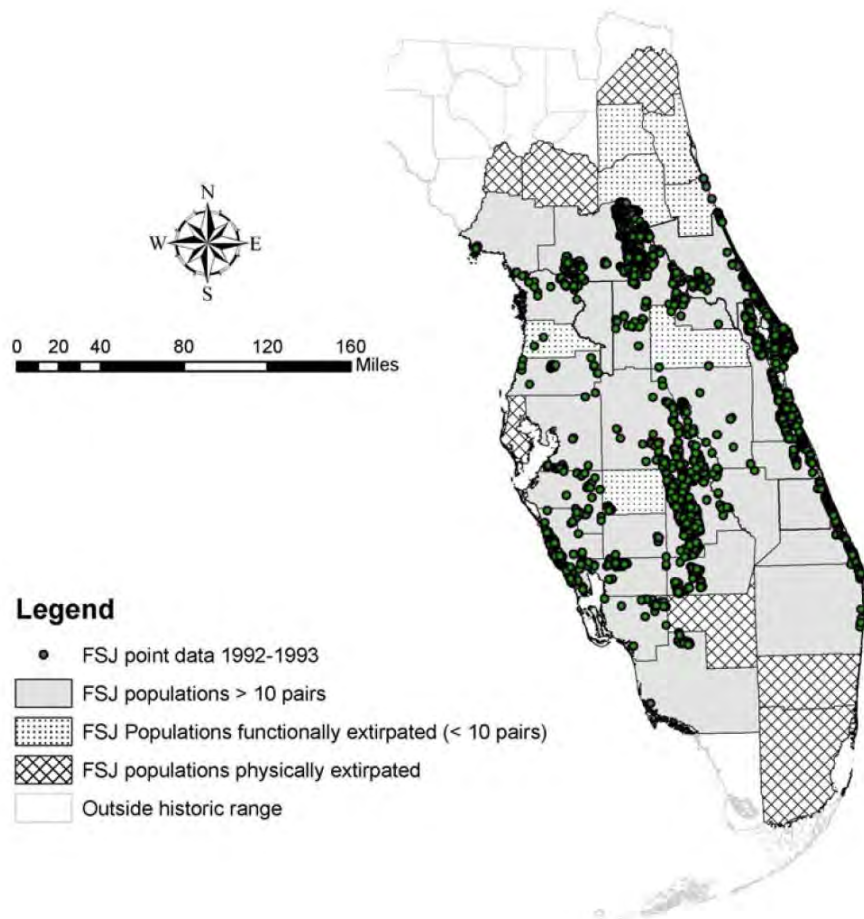 N
W E
S
0 20 40 80 120 160
Miles
Legend
FSJ point data 1992-1993
FSJ populations > 10 pairs
FSJ Populations functionally extirpated (< 10 pairs)
FSJ populations physically extirpated
Outside historic range